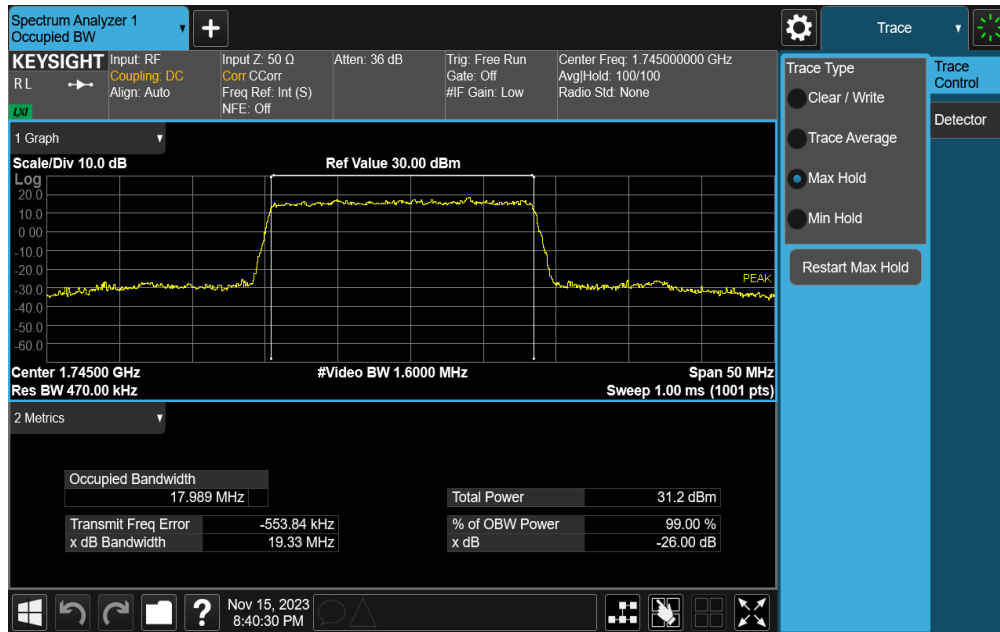 Spectrum Analyzer 1
Occupied BW
+
Trace
KEYSIGHT
R L
LXI
Input: RF
Coupling: DC
Align: Auto
Input Z: 50 Ω
Corr CCorr
Freq Ref: Int (S)
NFE: Off
Atten: 36 dB
Trig: Free Run
Gate: Off
#IF Gain: Low
Center Freq: 1.745000000 GHz
Avg|Hold: 100/100
Radio Std: None
Trace Type
Clear / Write
Trace Average
Max Hold
Min Hold
Restart Max Hold
Trace
Control
Detector
1 Graph
Scale/Div 10.0 dB
Ref Value 30.00 dBm
Log
20.0
10.0
0.00
-10.0
-20.0
-30.0
-40.0
-50.0
-60.0
PEAK
Center 1.74500 GHz
#Video BW 1.6000 MHz
Span 50 MHz
Res BW 470.00 kHz
Sweep 1.00 ms (1001 pts)
2 Metrics
Occupied Bandwidth
17.989 MHz
Transmit Freq Error -553.84 kHz
x dB Bandwidth 19.33 MHz
Total Power 31.2 dBm
% of OBW Power 99.00 %
x dB -26.00 dB
?
Nov 15, 2023
8:40:30 PM